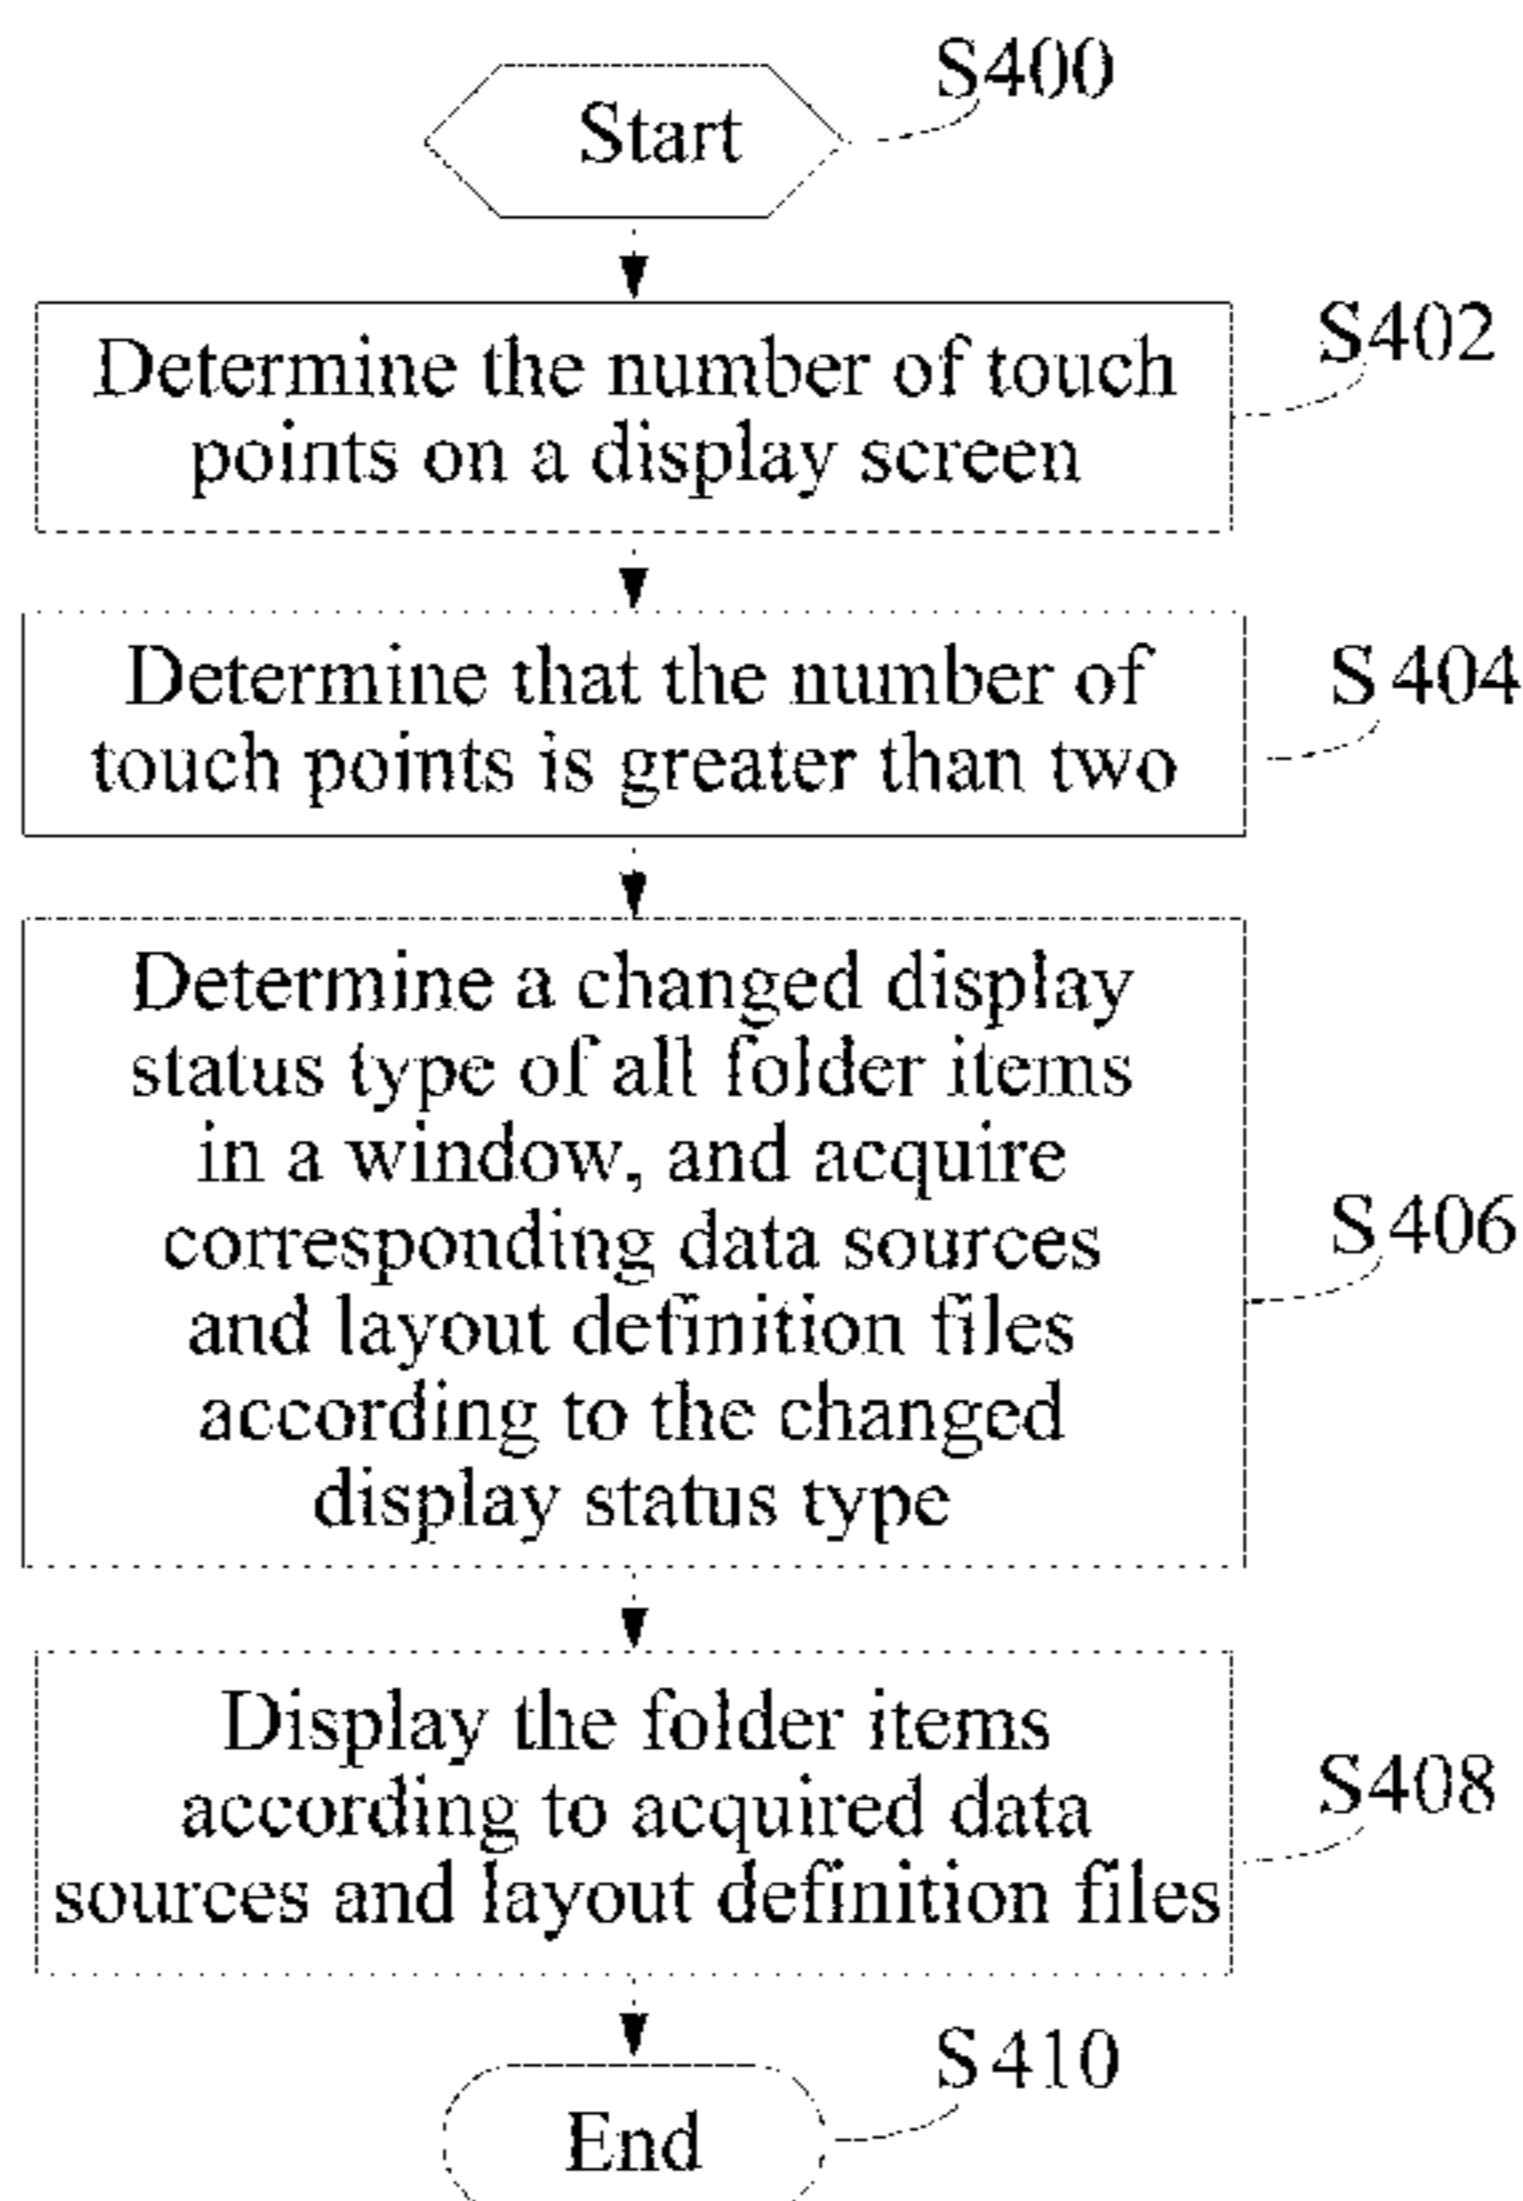 S400
Start
S402
Determine the number of touch
points on a display screen
S404
Determine that the number of
touch points is greater than two
Determine a changed display
status type of all folder items
in a window, and acquire
corresponding data sources
and layout definition files
according to the changed
display status type
S406
Display the folder items
according to acquired data
sources and layout definition files
S408
S410
End